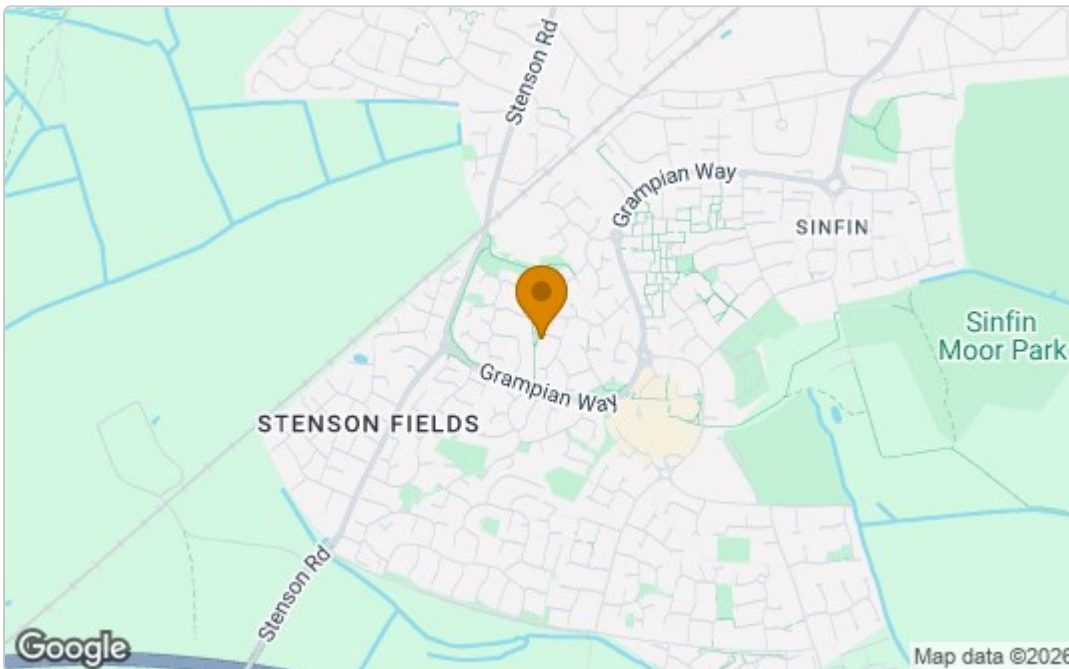 Stenson Rd
Grampian Way
SINFIN
Sinfin
Moor Park
Grampian Way
STENSON FIELDS
Stenson Rd
Google
Map data ©2026